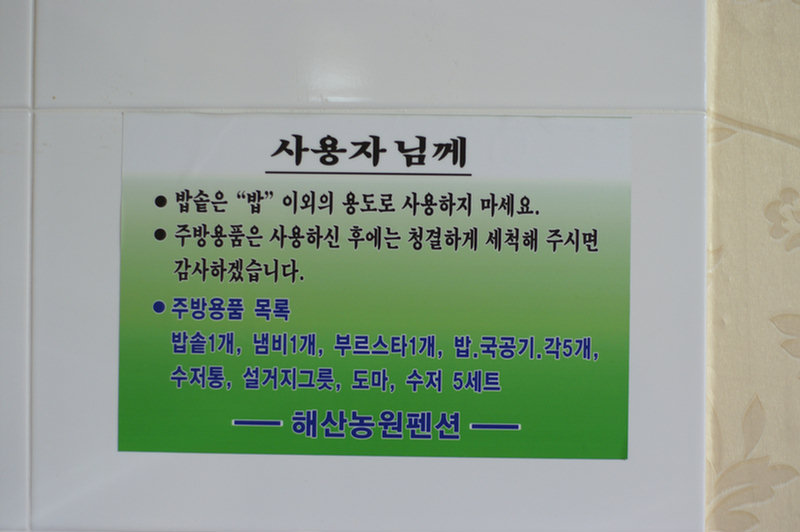 사용자 님께
● 밥솥은 “밥” 이외의 용도로 사용하지 마세요.
● 주방용품은 사용하신 후에는 청결하게 세척해 주시면
감사하겠습니다.
● 주방용품 목록
밥솥1개, 냄비1개, 부르스타1개, 밥.국공기.각5개,
수저통, 설거지그릇, 도마, 수저 5세트
── 해산농원펜션 ──